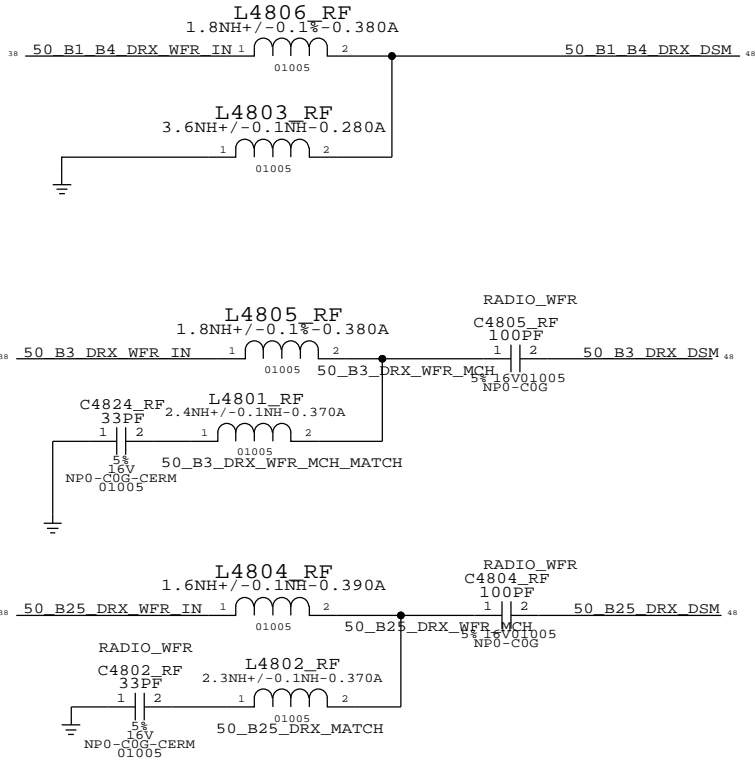 L4806_RF
1.8NH+/-0.1%-0.380A
38 50_B1_B4_DRX_WFR_IN 1 2 50_B1_B4_DRX_DSM 48
01005
L4803_RF
3.6NH+/-0.1NH-0.280A
1 2
01005
RADIO_WFR
L4805_RF
C4805_RF
1.8NH+/-0.1%-0.380A
100PF
38 50_B3_DRX_WFR_IN 1 2 1 2 50_B3_DRX_DSM 48
01005
50_B3_DRX_WFR_MCH
5% 16V01005
NP0-C0G
C4824_RF
L4801_RF
33PF
2.4NH+/-0.1NH-0.370A
1 2 1 2
01005
5%
16V
NP0-C0G-CERM
01005
50_B3_DRX_WFR_MCH_MATCH
RADIO_WFR
L4804_RF
C4804_RF
1.6NH+/-0.1NH-0.390A
100PF
38 50_B25_DRX_WFR_IN 1 2 1 2 50_B25_DRX_DSM 48
01005
50_B25_DRX_WFR_MCH
5% 16V01005
NP0-C0G
RADIO_WFR
C4802_RF
L4802_RF
33PF
2.3NH+/-0.1NH-0.370A
1 2 1 2
01005
5%
16V
NP0-C0G-CERM
01005
50_B25_DRX_MATCH